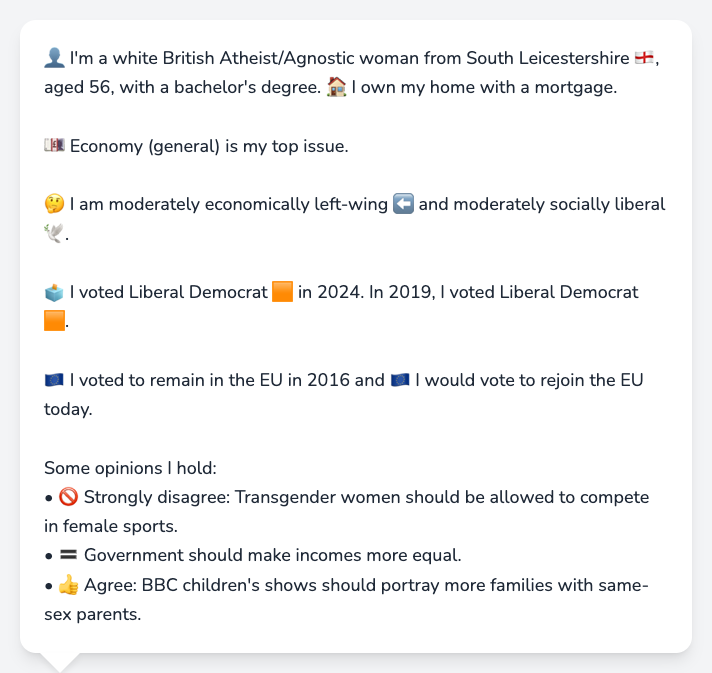 👤 I'm a white British Atheist/Agnostic woman from South Leicestershire 🏴󠁧󠁢󠁥󠁮󠁧󠁿,
aged 56, with a bachelor's degree. 🏠 I own my home with a mortgage.
💷 Economy (general) is my top issue.
🤔 I am moderately economically left-wing ⬅️ and moderately socially liberal
🕊️.
🗳️ I voted Liberal Democrat 🟧 in 2024. In 2019, I voted Liberal Democrat
🟧.
🇪🇺 I voted to remain in the EU in 2016 and 🇪🇺 I would vote to rejoin the EU
today.
Some opinions I hold:
• 🚫 Strongly disagree: Transgender women should be allowed to compete
in female sports.
• 🟰 Government should make incomes more equal.
• 👍 Agree: BBC children's shows should portray more families with same-
sex parents.